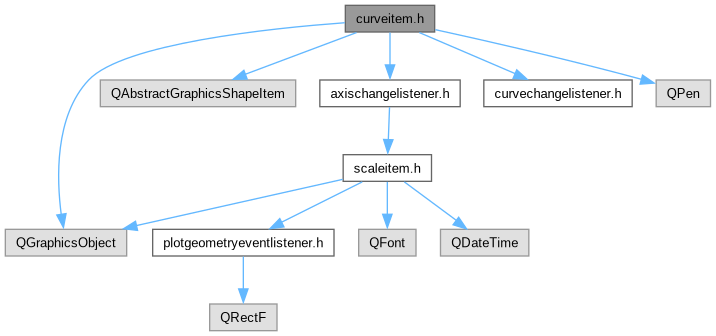 curveitem.h
QAbstractGraphicsShapeItem
axischangelistener.h
curvechangelistener.h
QPen
scaleitem.h
QGraphicsObject
plotgeometryeventlistener.h
QFont
QDateTime
QRectF